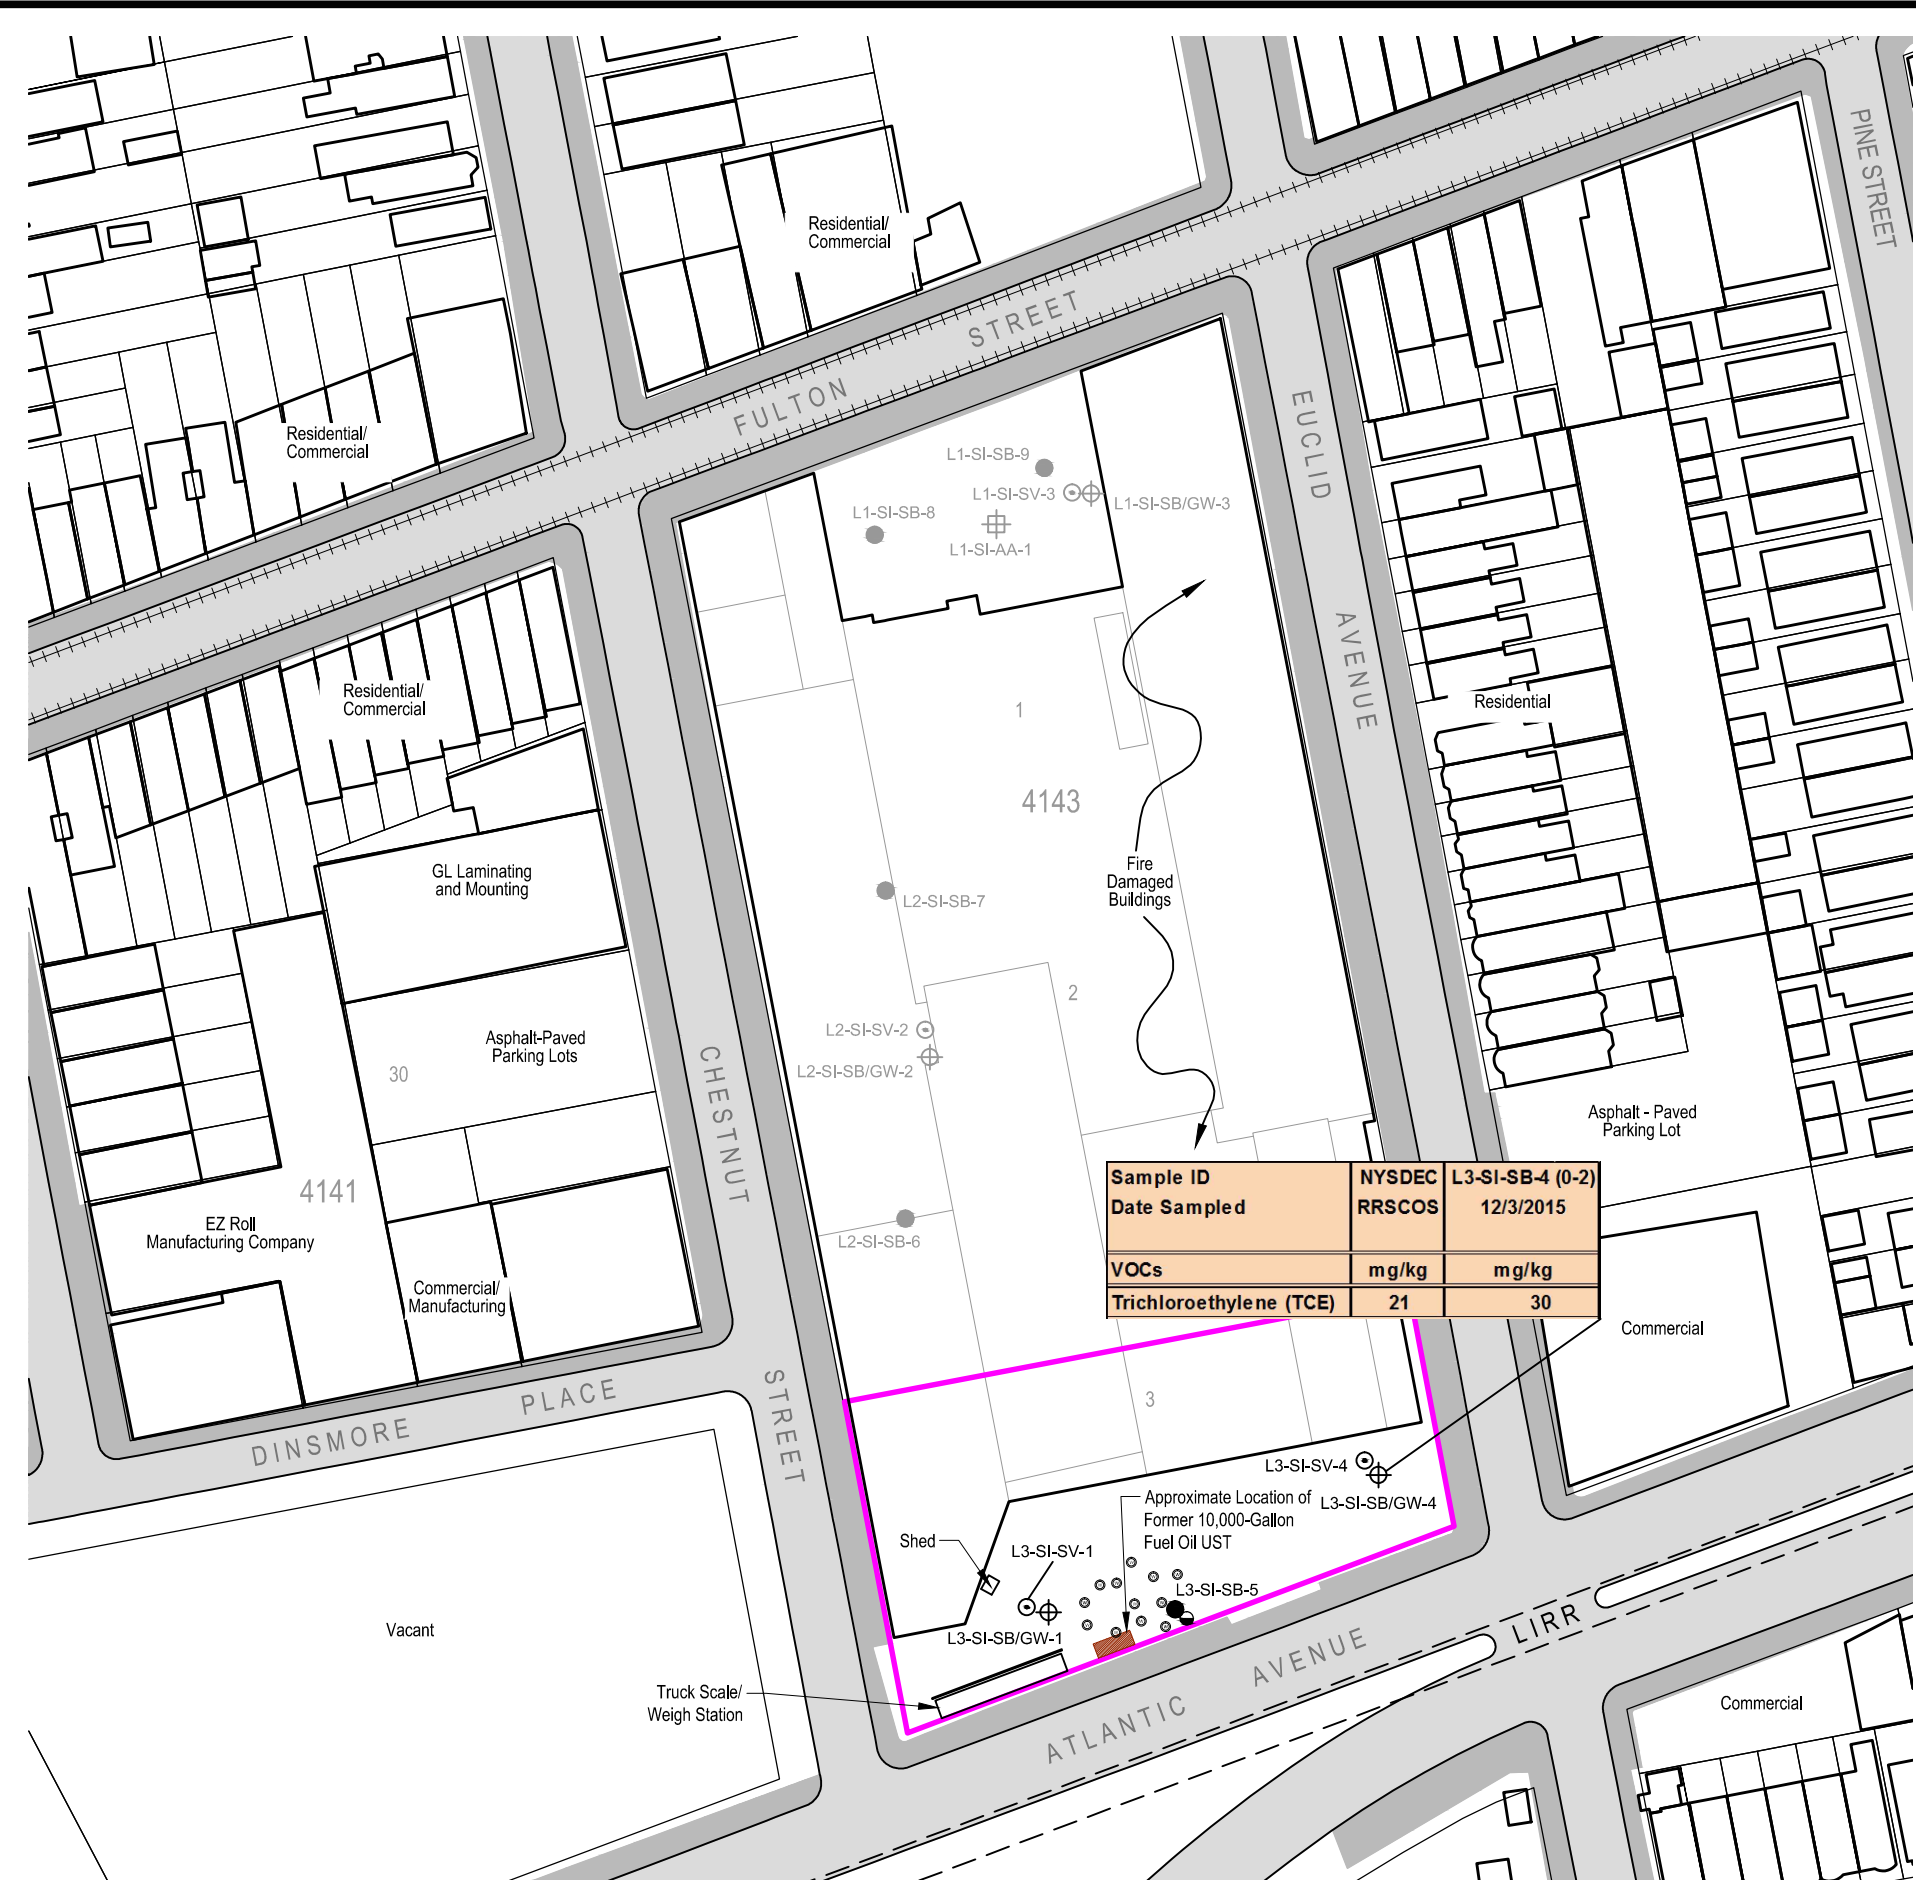 PINE STREET
Residential/
Commercial
FULTON
STREET
Residential/
Commercial
EUCLID
AVENUE
L1-SI-SB-9
L1-SI-SV-3
L1-SI-SB/GW-3
L1-SI-SB-8
L1-SI-AA-1
Residential/
Commercial
Residential
1
4143
GL Laminating
and Mounting
Fire
Damaged
Buildings
L2-SI-SB-7
2
L2-SI-SV-2
L2-SI-SB/GW-2
Asphalt-Paved
Parking Lots
30
CHESTNUT
STREET
Asphalt - Paved
Parking Lot
4141
EZ Roll
Manufacturing Company
L2-SI-SB-6
Sample ID NYSDEC L3-SI-SB-4 (0-2)
Date Sampled RRSCOS 12/3/2015
VOCs mg/kg mg/kg
Trichloroethylene (TCE) 21 30
Commercial/
Manufacturing
Commercial
DINSMORE
PLACE
3
L3-SI-SV-4
L3-SI-SB/GW-4
Approximate Location of
Former 10,000-Gallon
Fuel Oil UST
Shed
L3-SI-SV-1
L3-SI-SB-5
L3-SI-SB/GW-1
Vacant
Truck Scale/
Weigh Station
ATLANTIC
AVENUE
LIRR
Commercial